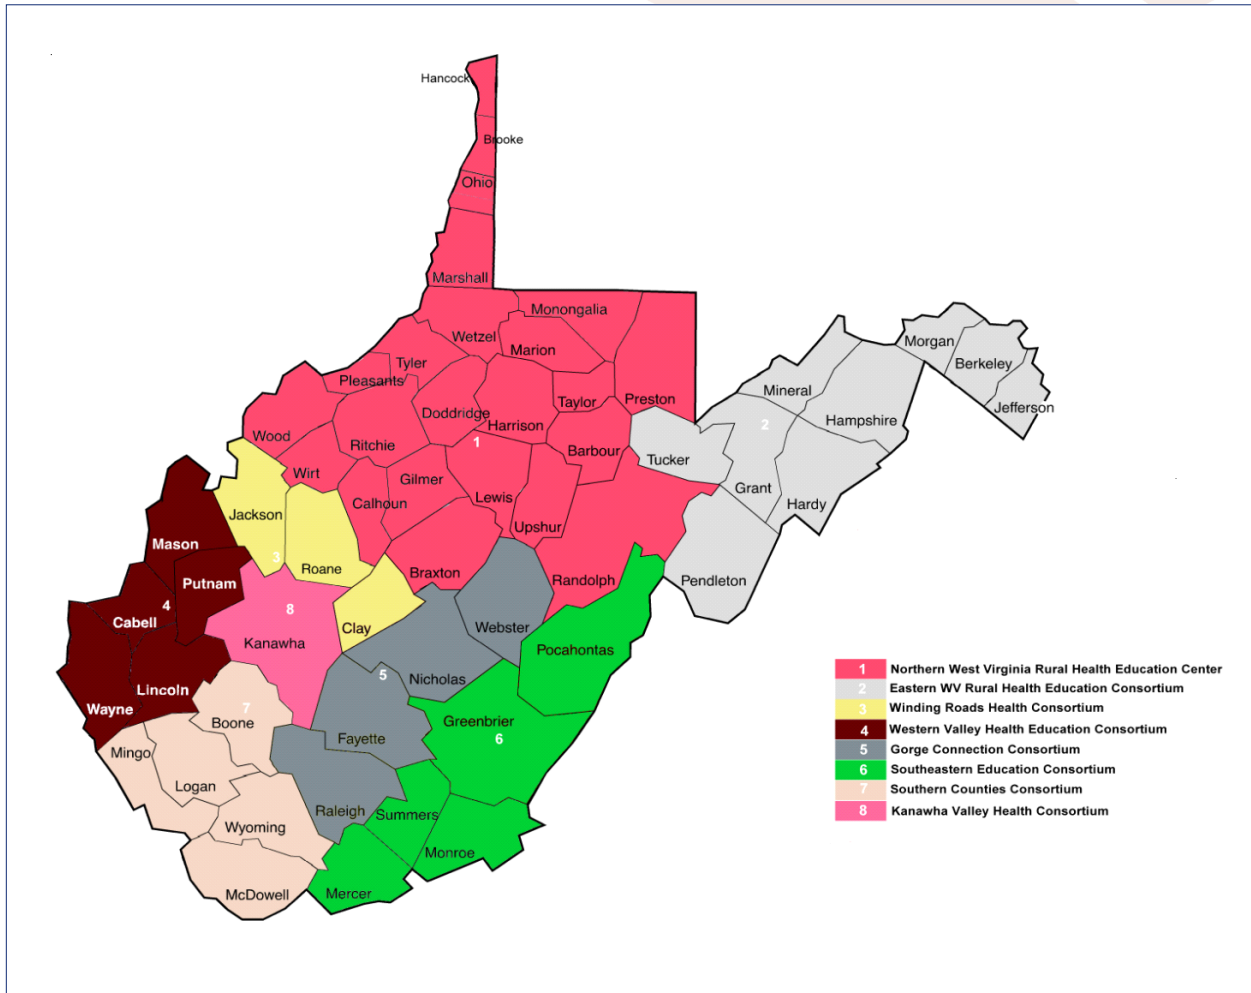 Hancock
Brooke
Ohio
Marshall
Monongalia
Wetzel
Marion
Tyler
Pleasants
Preston
Taylor
Doddridge
Harrison
Wood
Ritchie
1
Barbour
Wirt
Gilmer
Calhoun
Lewis
Upshur
Braxton
Randolph
Morgan
Berkeley
Jefferson
Mineral
Hampshire
2
Tucker
Grant
Hardy
Pendleton
Jackson
3
Roane
Clay
Mason
Putnam
4
Cabell
Lincoln
Wayne
8
Kanawha
Webster
5
Nicholas
Fayette
Raleigh
Pocahontas
Greenbrier
6
Summers
Monroe
Mercer
7
Boone
Mingo
Logan
Wyoming
McDowell
1 Northern West Virginia Rural Health Education Center
2 Eastern WV Rural Health Education Consortium
3 Winding Roads Health Consortium
4 Western Valley Health Education Consortium
5 Gorge Connection Consortium
6 Southeastern Education Consortium
7 Southern Counties Consortium
8 Kanawha Valley Health Consortium